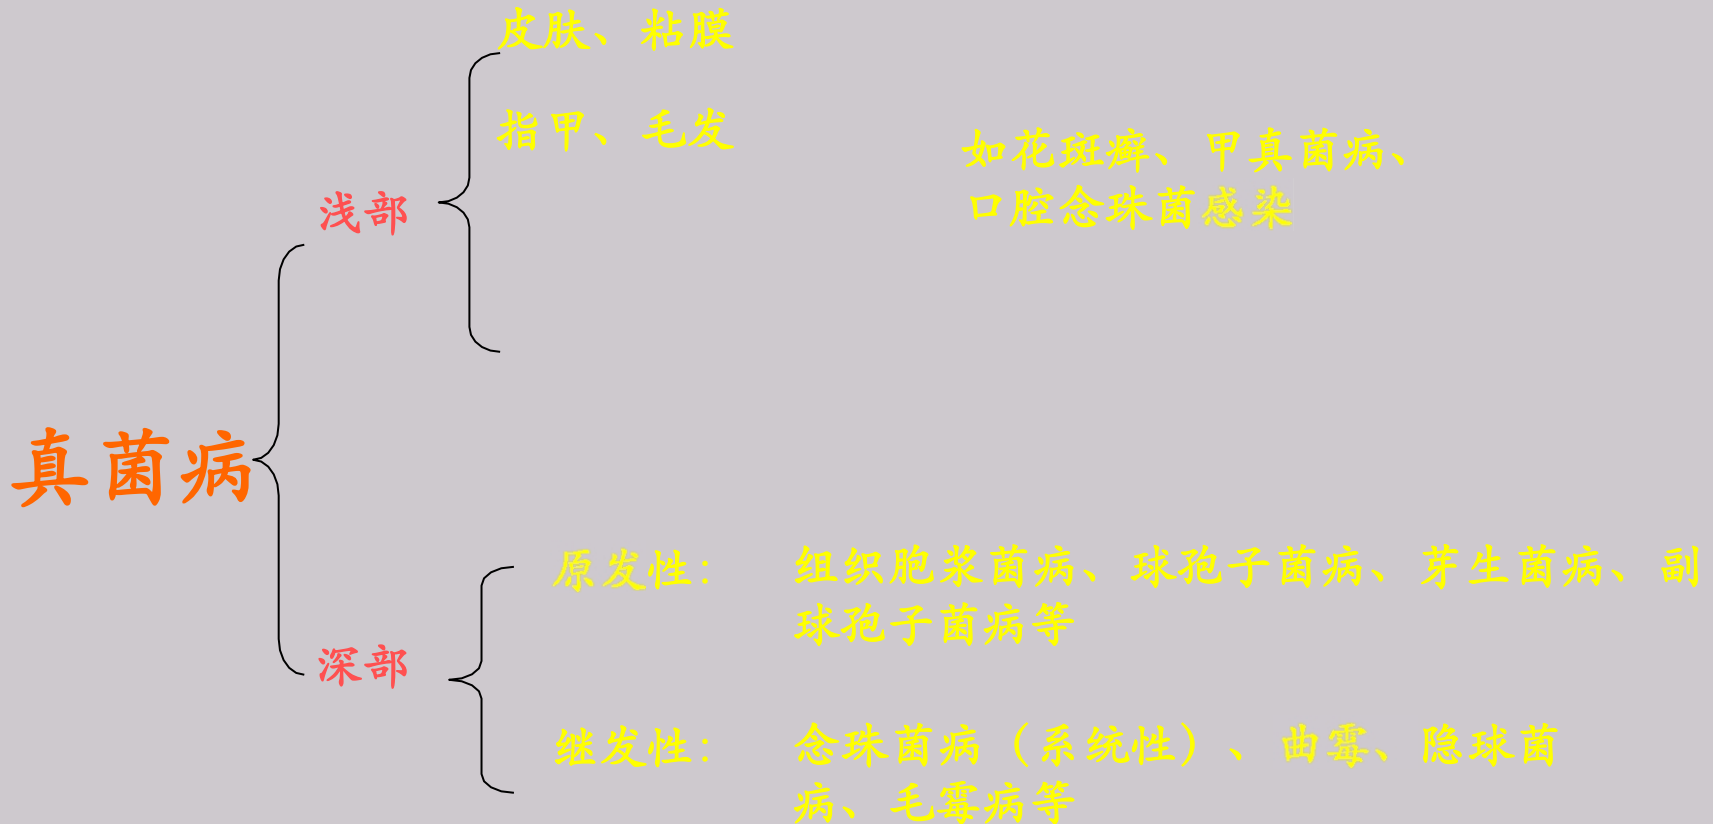 皮肤、粘膜
指甲、毛发
如花斑癣、甲真菌病、
口腔念珠菌感染
浅部
真菌病
原发性：
组织胞浆菌病、球孢子菌病、芽生菌病、副
球孢子菌病等
深部
继发性：
念珠菌病（系统性）、曲霉、隐球菌
病、毛霉病等